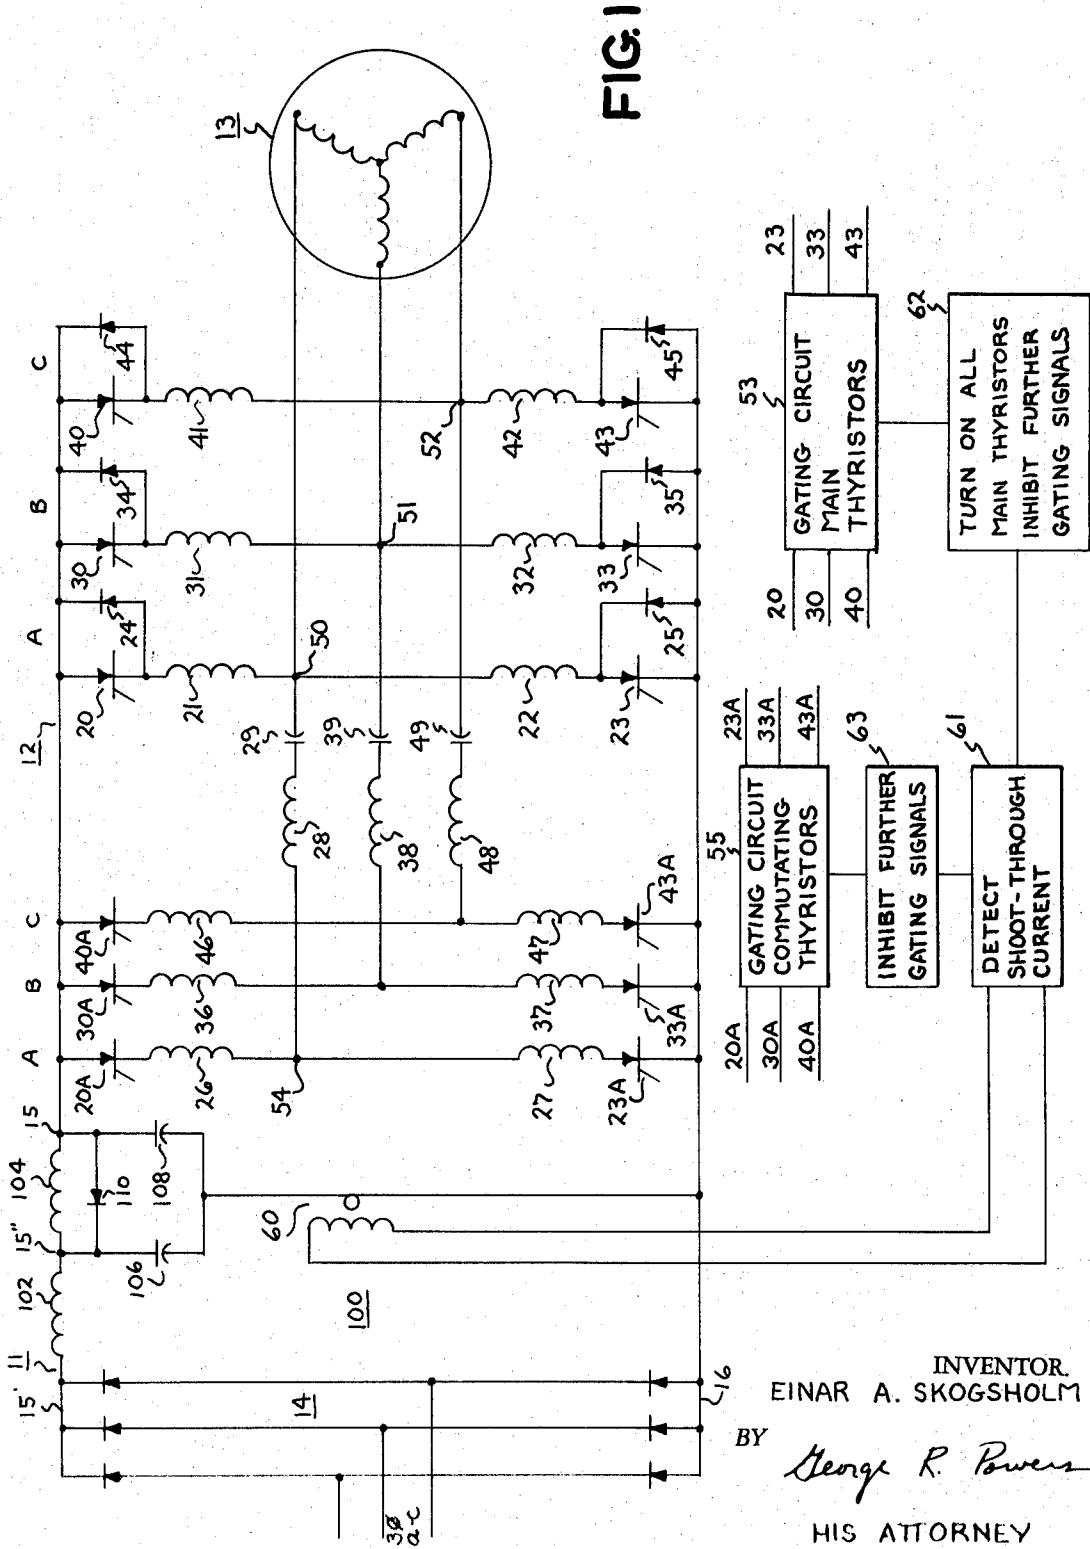 FIG.1
12
A
B
C
20
24
30
34
40
44
21
31
41
13
50
51
52
29
39
49
28
38
48
22
32
42
23
25
33
35
43
45
A
B
C
20A
30A
40A
26
36
46
54
27
37
47
23A
33A
43A
11
15'
102
15"
104
15
110
106
108
60
100
14
3Ø
a-c
16
55
GATING CIRCUIT
COMMUTATING
THYRISTORS
20A
30A
40A
23A
33A
43A
63
INHIBIT FURTHER
GATING SIGNALS
61
DETECT
SHOOT-THROUGH
CURRENT
53
GATING CIRCUIT
MAIN
THYRISTORS
20
30
40
23
33
43
62
TURN ON ALL
MAIN THYRISTORS
INHIBIT FURTHER
GATING SIGNALS
INVENTOR.
EINAR A. SKOGSHOLM
BY
George R. Powers
HIS ATTORNEY